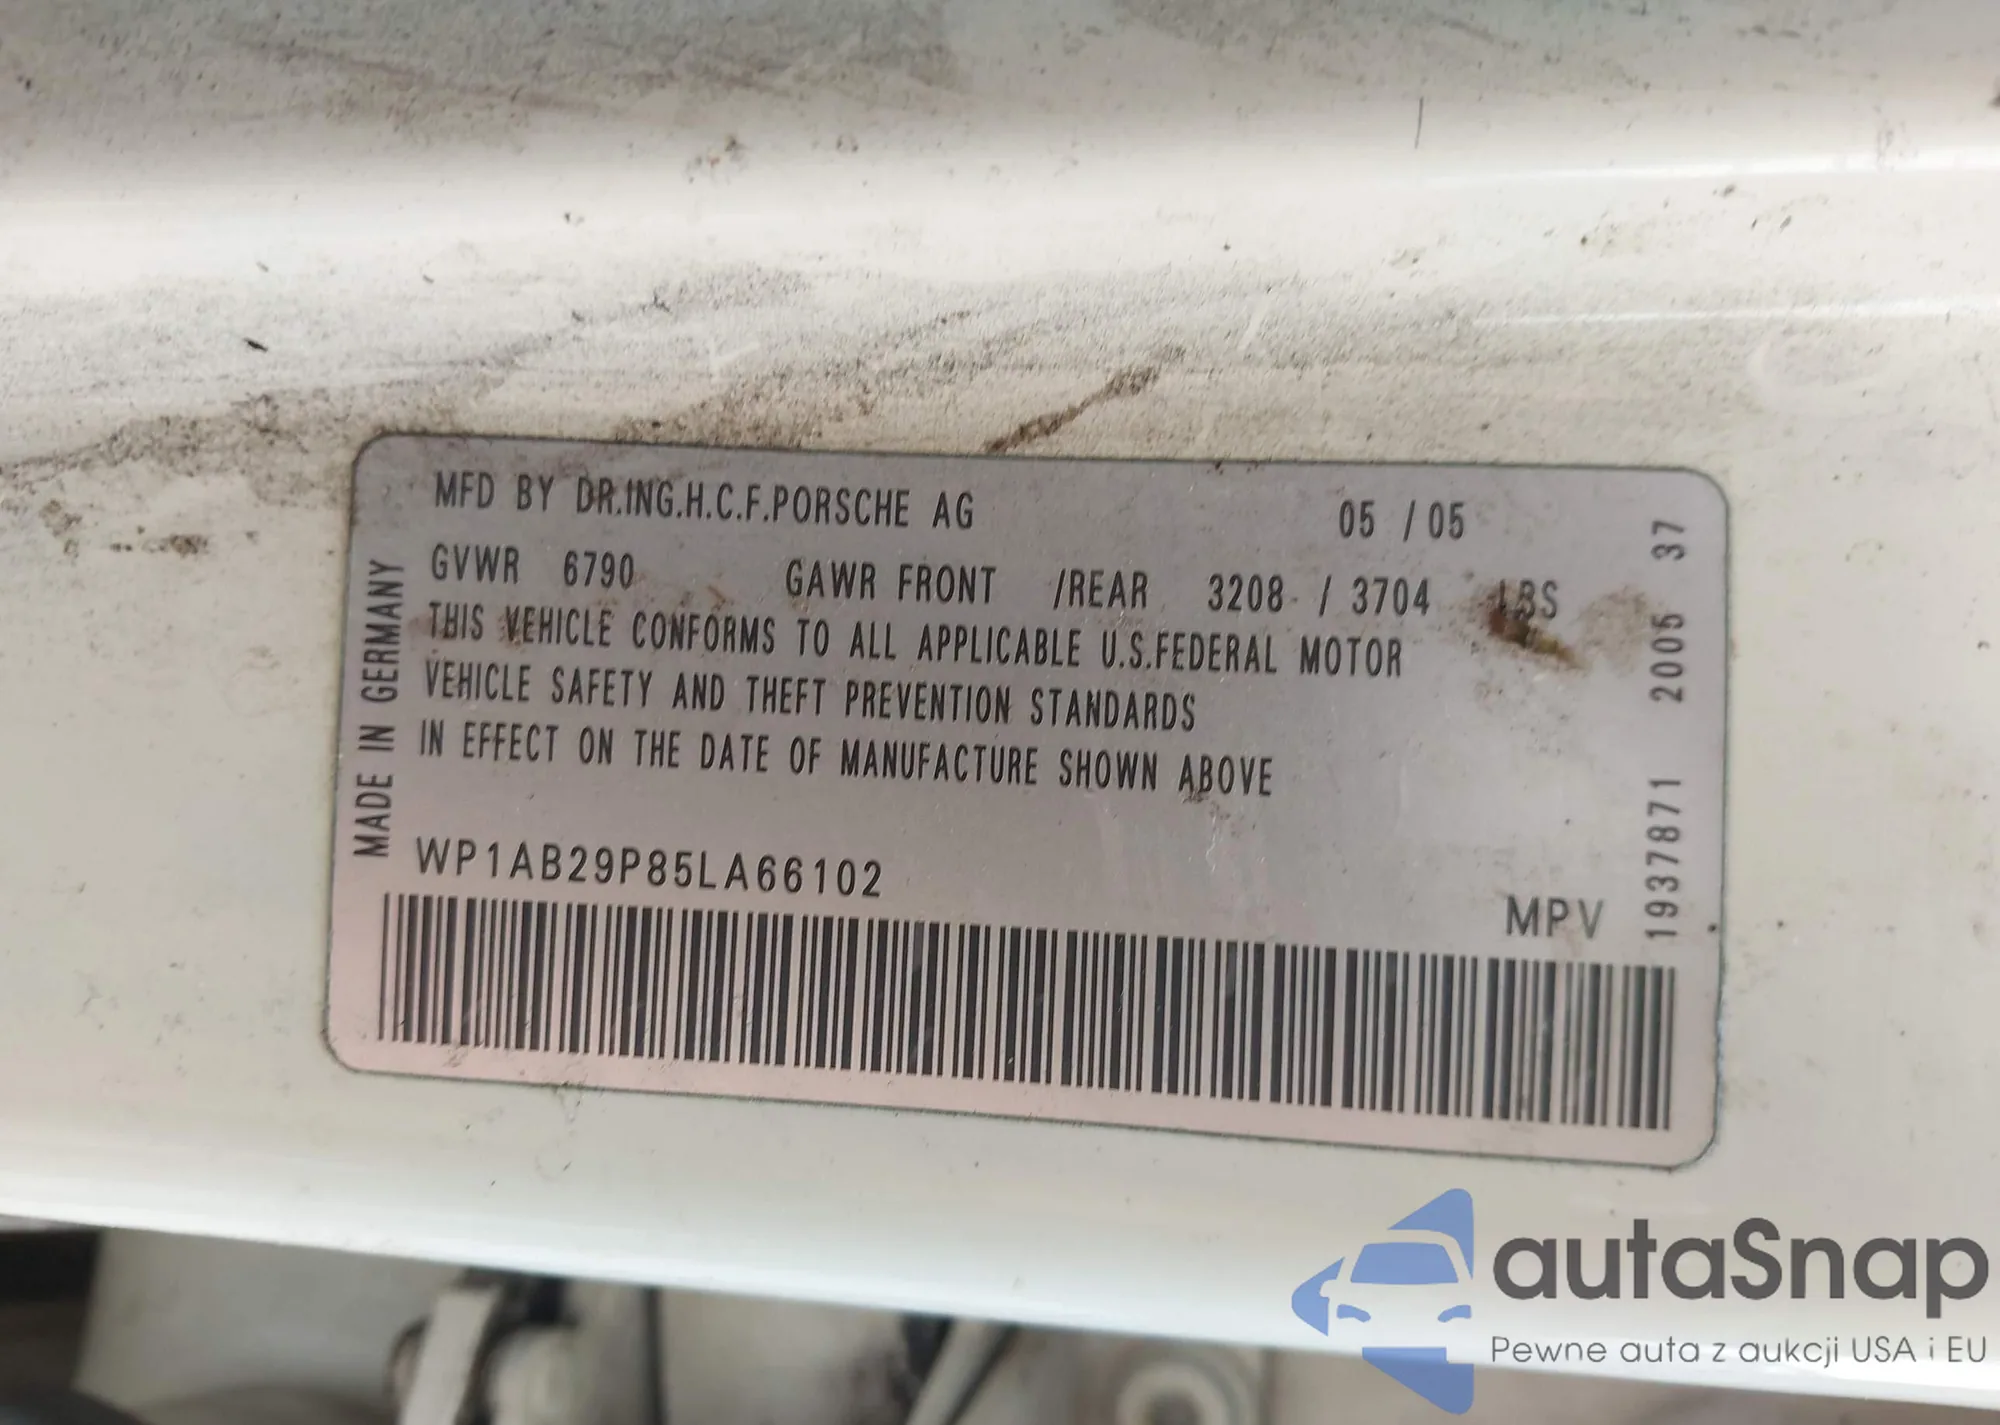 MFD BY DR.ING.H.C.F.PORSCHE AG 05 / 05
GVWR 6790 GAWR FRONT /REAR 3208 / 3704 LBS
THIS VEHICLE CONFORMS TO ALL APPLICABLE U.S.FEDERAL MOTOR
VEHICLE SAFETY AND THEFT PREVENTION STANDARDS
IN EFFECT ON THE DATE OF MANUFACTURE SHOWN ABOVE
MADE IN GERMANY
WP1AB29P85LA66102
MPV
1937871 2005 37
autaSnap
Pewne auta z aukcji USA i EU